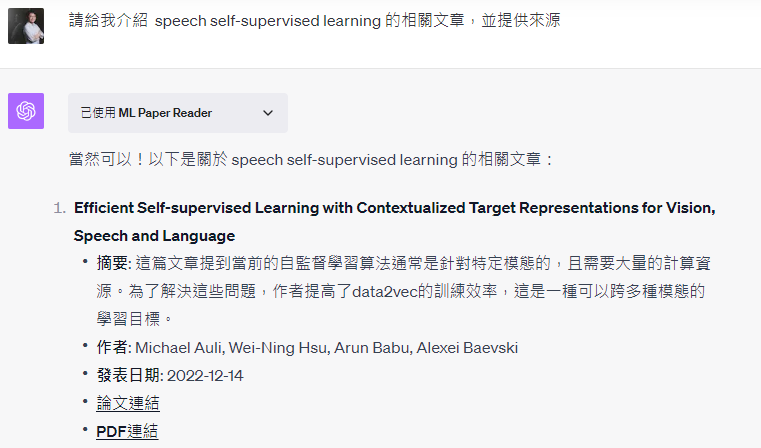 請給我介紹 speech self-supervised learning 的相關文章，並提供來源
已使用 ML Paper Reader
當然可以！以下是關於 speech self-supervised learning 的相關文章：
1. Efficient Self-supervised Learning with Contextualized Target Representations for Vision,
Speech and Language
• 摘要: 這篇文章提到當前的自監督學習算法通常是針對特定模態的，且需要大量的計算資
源。為了解決這些問題，作者提高了data2vec的訓練效率，這是一種可以跨多種模態的
學習目標。
• 作者: Michael Auli, Wei-Ning Hsu, Arun Babu, Alexei Baevski
• 發表日期: 2022-12-14
• 論文連結
• PDF連結